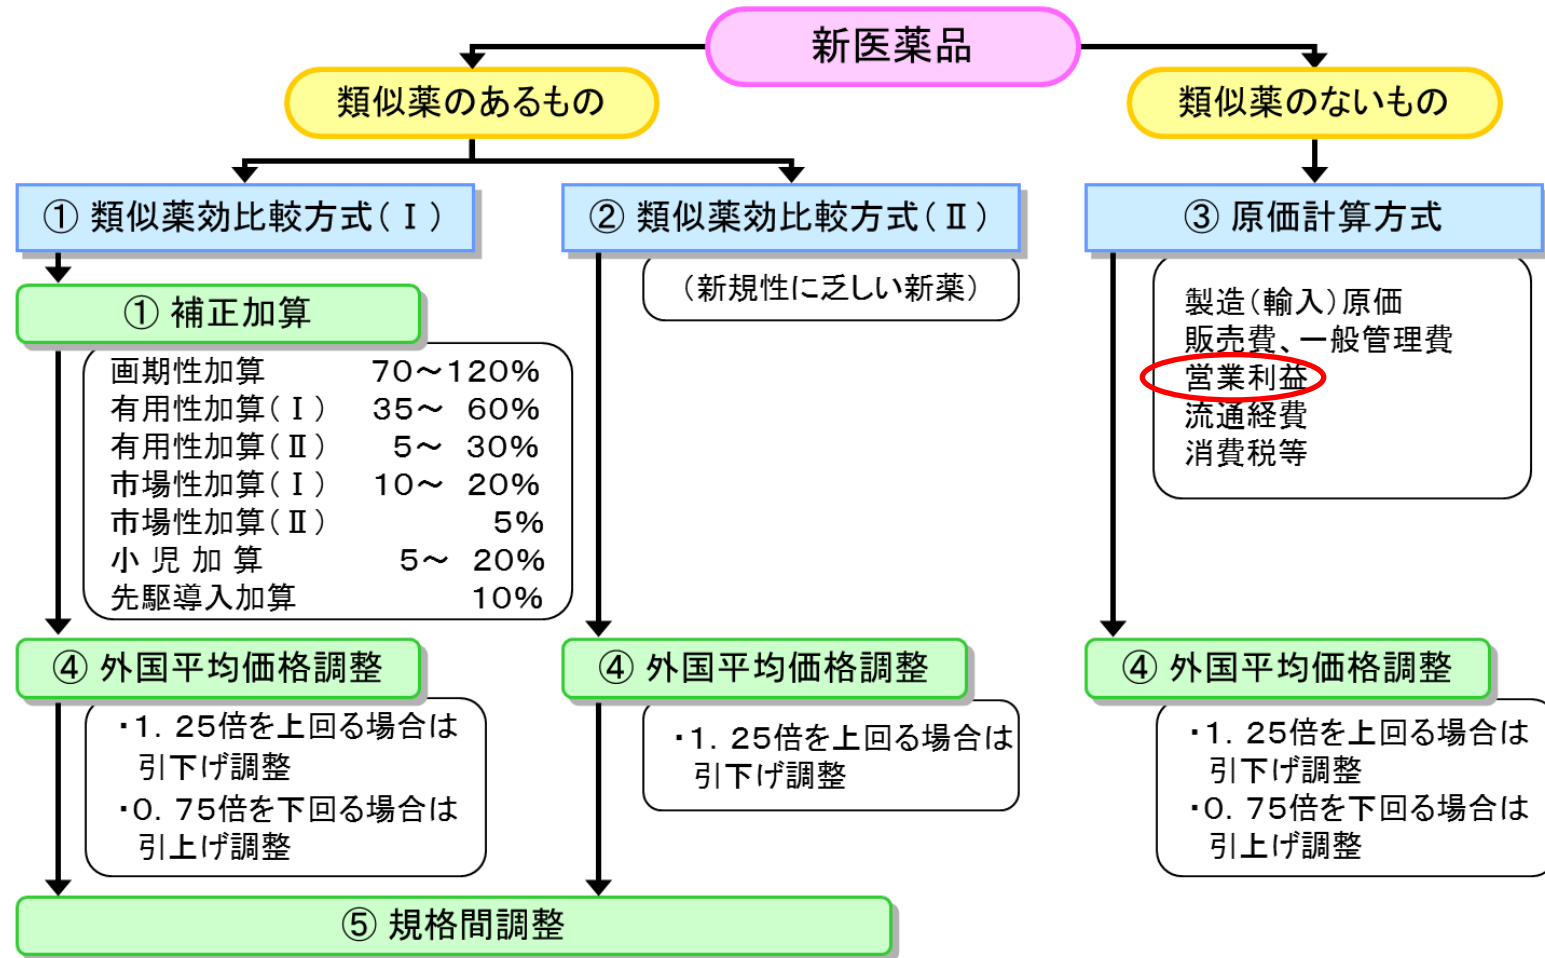 新医薬品
類似薬のあるもの
類似薬のないもの
① 類似薬効比較方式(Ⅰ)
② 類似薬効比較方式(Ⅱ)
③ 原価計算方式
① 補正加算
画期性加算 70~120%
有用性加算(Ⅰ) 35~ 60%
有用性加算(Ⅱ) 5~ 30%
市場性加算(Ⅰ) 10~ 20%
市場性加算(Ⅱ) 5%
小 児 加 算 5~ 20%
先駆導入加算 10%
(新規性に乏しい新薬)
製造(輸入)原価
販売費、一般管理費
営業利益
流通経費
消費税等
④ 外国平均価格調整
・1. 25倍を上回る場合は
引下げ調整
・0. 75倍を下回る場合は
引上げ調整
④ 外国平均価格調整
・1. 25倍を上回る場合は
引下げ調整
④ 外国平均価格調整
・1. 25倍を上回る場合は
引下げ調整
・0. 75倍を下回る場合は
引上げ調整
⑤ 規格間調整